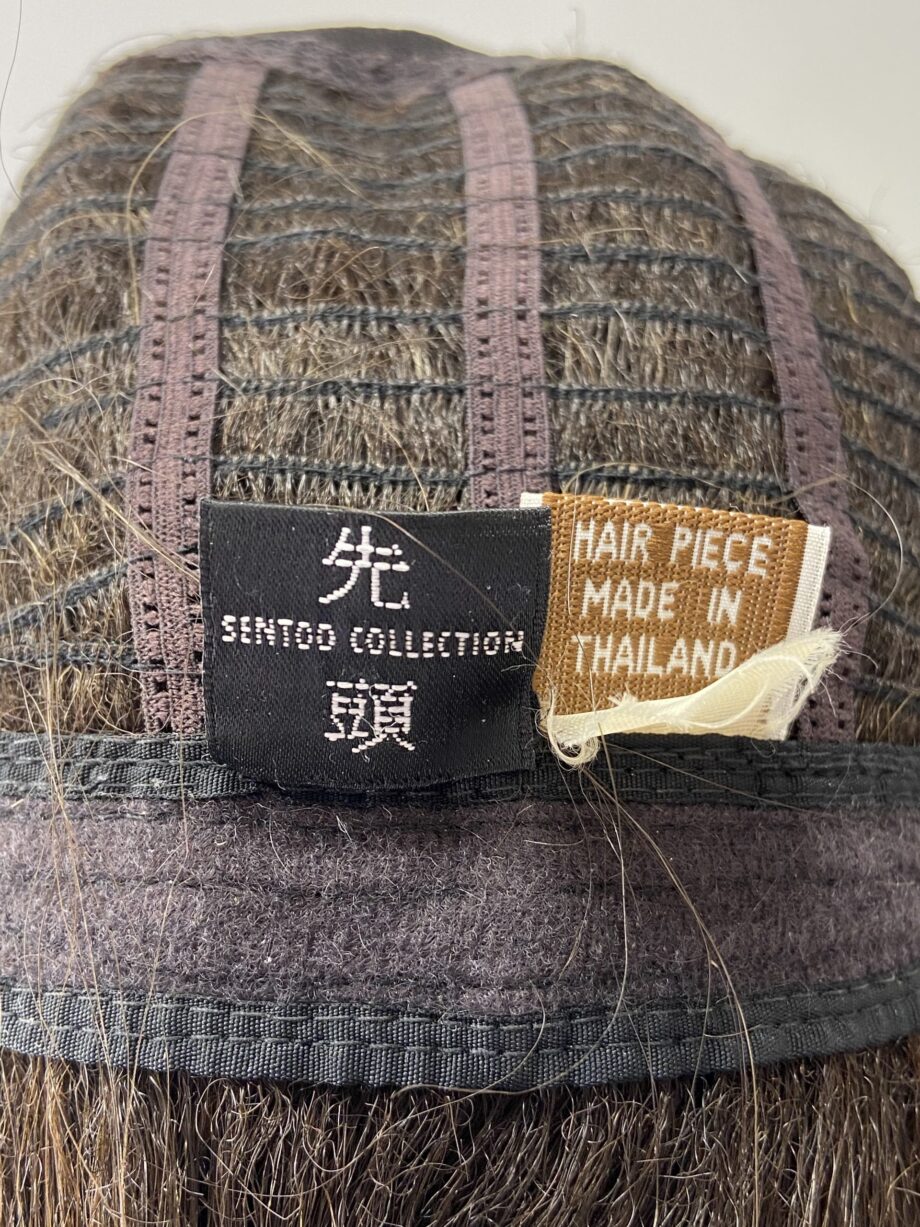 先
SENTOO COLLECTION
頭
HAIR PIECE
MADE IN
THAILAND